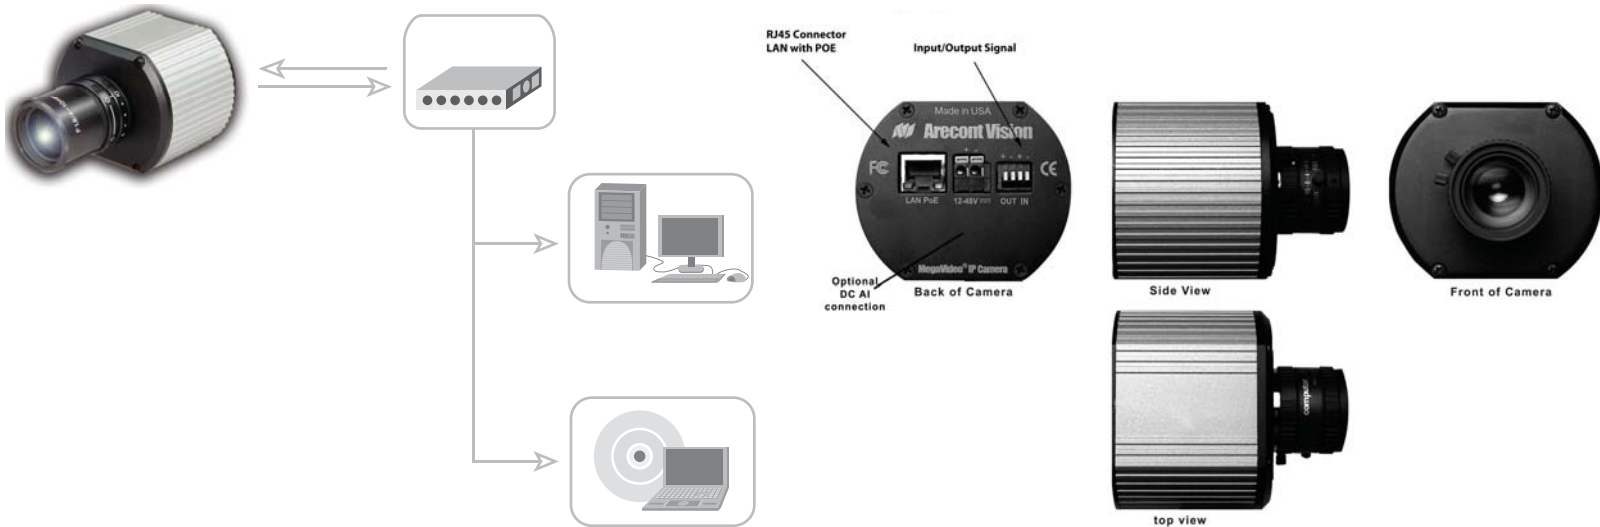 RJ45 Connector
LAN with POE
Input/Output Signal
Made in USA
Arecont Vision
FC
CE
+ -
+ - + -
LAN PoE
12-48V
OUT IN
MegaVideo® IP Camera
Optional
DC AI
connection
Back of Camera
Side View
Front of Camera
computar
top view